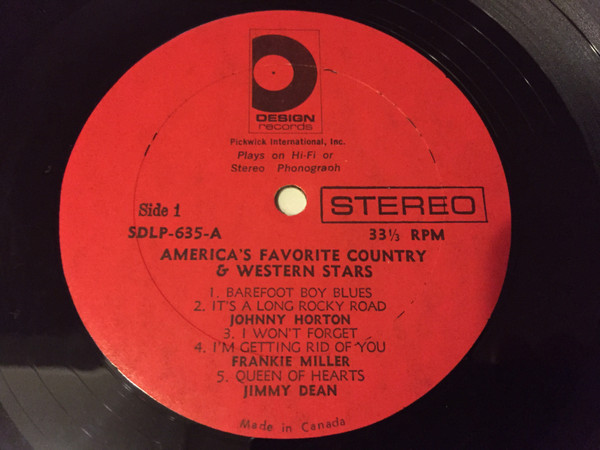 DESIGN
records
Pickwick International, Inc.
Plays on Hi-Fi or
Stereo Phonograph
Side 1
STEREO
SDLP-635-A
33⅓ RPM
AMERICA'S FAVORITE COUNTRY
& WESTERN STARS
1. BAREFOOT BOY BLUES
2. IT'S A LONG ROCKY ROAD
JOHNNY HORTON
3. I WON'T FORGET
4. I'M GETTING RID OF YOU
FRANKIE MILLER
5. QUEEN OF HEARTS
JIMMY DEAN
Made in Canada